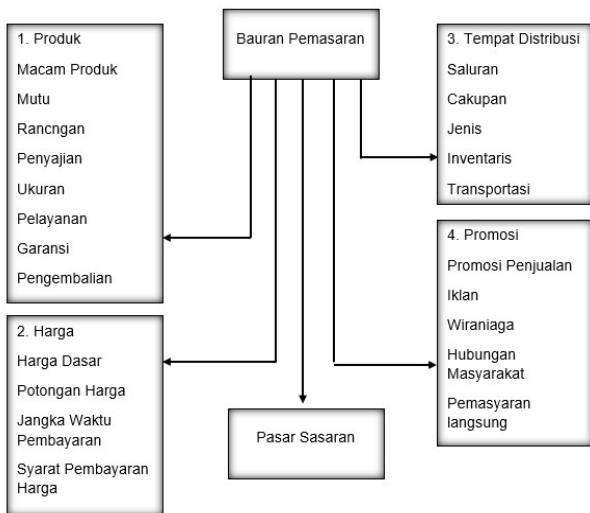 1. Produk
Macam Produk
Mutu
Rancngan
Penyajian
Ukuran
Pelayanan
Garansi
Pengembalian
2. Harga
Harga Dasar
Potongan Harga
Jangka Waktu
Pembayaran
Syarat Pembayaran
Harga
Bauran Pemasaran
Pasar Sasaran
3. Tempat Distribusi
Saluran
Cakupan
Jenis
Inventaris
Transportasi
4. Promosi
Promosi Penjualan
Iklan
Wiraniaga
Hubungan
Masyarakat
Pemasyaran
langsung